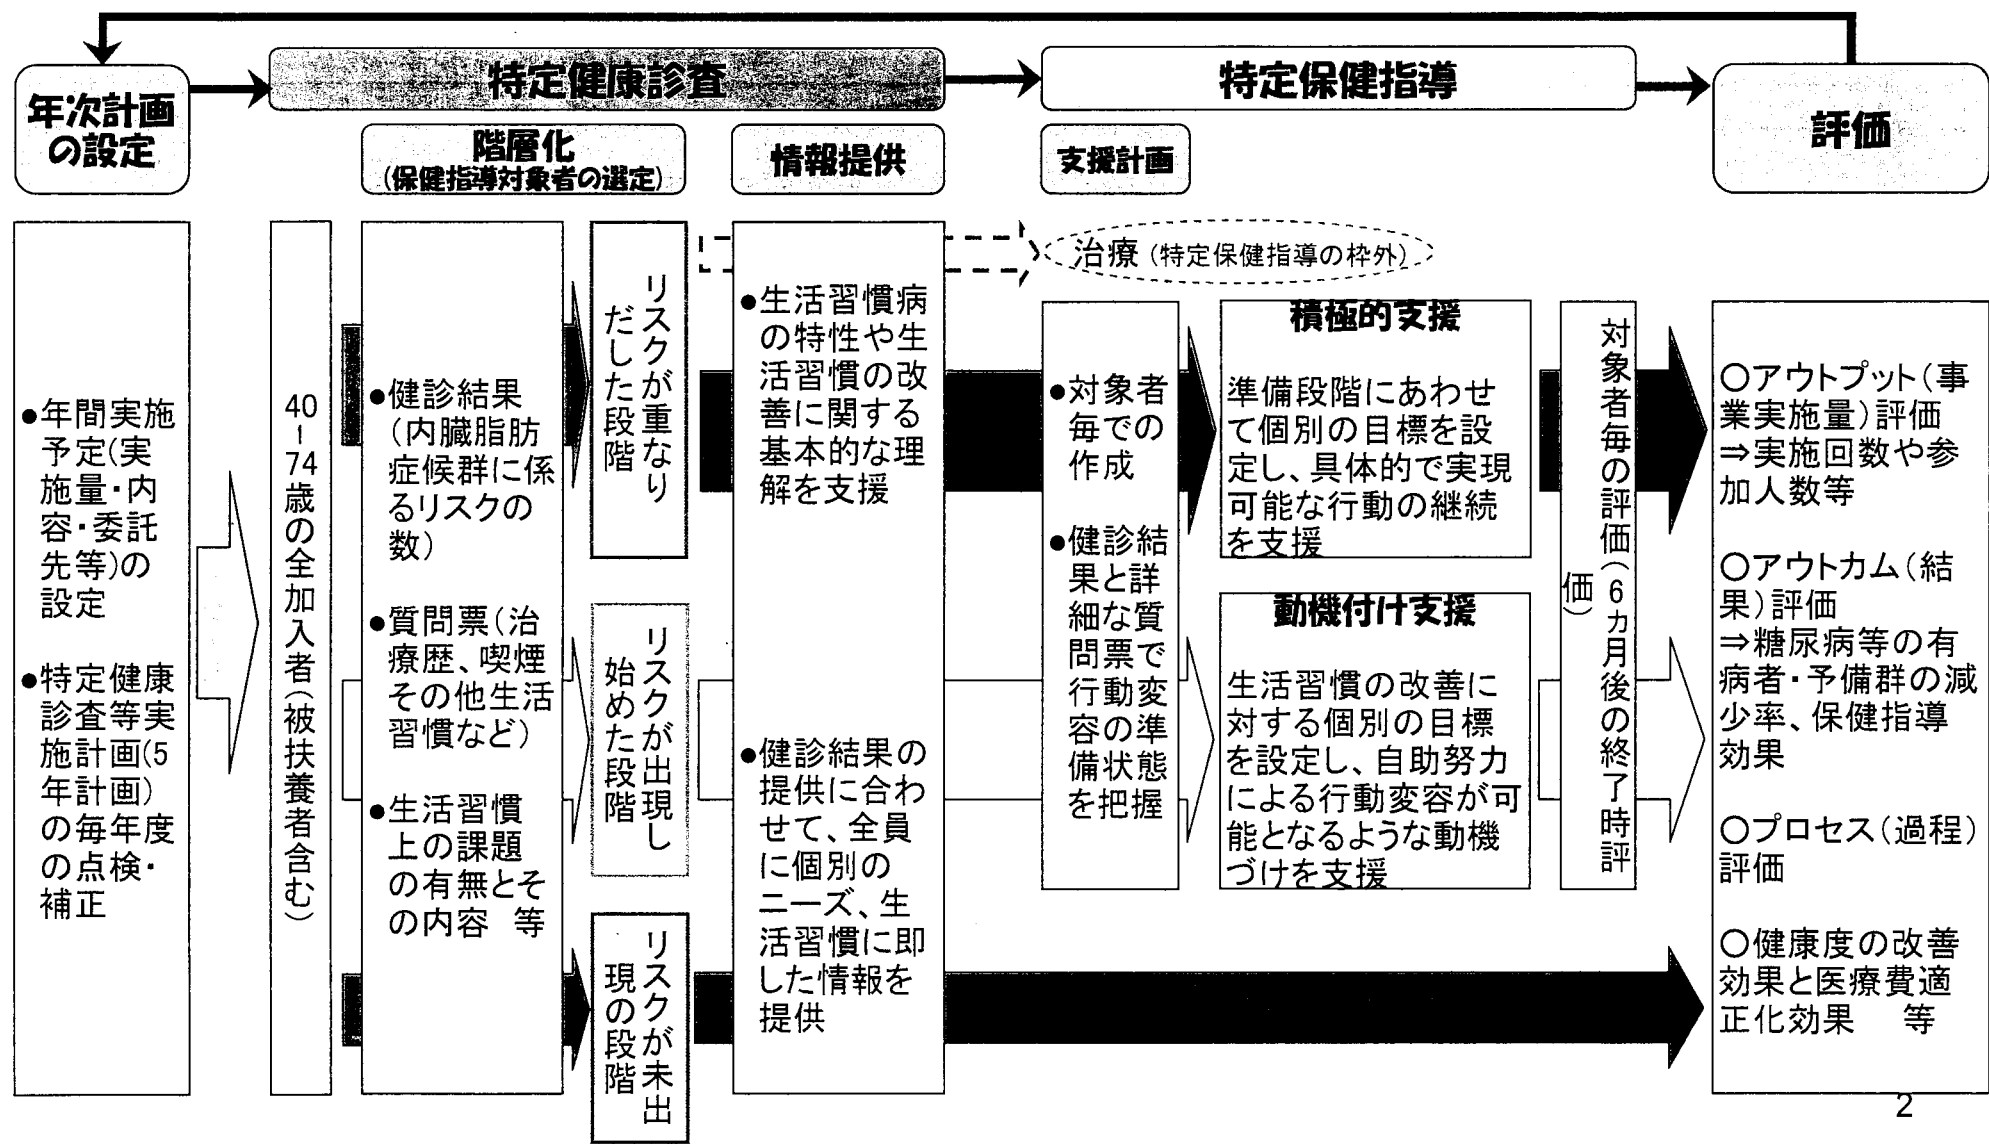 年次計画
の設定
特定健康診査
特定保健指導
評価
階層化
(保健指導対象者の選定)
情報提供
支援計画
●年間実施
予定(実
施量・内
容・委託
先等)の
設定
●特定健康
診査等実
施計画(5
年計画)
の毎年度
の点検・
補正
40~74歳の全加入者(被扶養者含む)
●健診結果
(内臓脂肪
症候群に係
るリスクの
数)
●質問票(治
療歴、喫煙
その他生活
習慣など)
●生活習慣
上の課題
の有無とそ
の内容 等
リスクが重なり
だした段階
リスクが出現し
始めた段階
リスクが未出
現の段階
●生活習慣病
の特性や生
活習慣の改
善に関する
基本的な理
解を支援
●健診結果の
提供に合わ
せて、全員
に個別の
ニーズ、生
活習慣に即
した情報を
提供
治療(特定保健指導の枠外)
●対象者
毎での
作成
●健診結
果と詳
細な質
問票で
行動変
容の準
備状態
を把握
積極的支援
準備段階にあわせ
て個別の目標を設
定し、具体的で実現
可能な行動の継続
を支援
動機付け支援
生活習慣の改善に
対する個別の目標
を設定し、自助努力
による行動変容が可
能となるような動機
づけを支援
対象者毎の評価(6カ月後の終了時評
価)
○アウトプット(事
業実施量)評価
⇒実施回数や参
加人数等
○アウトカム(結
果)評価
⇒糖尿病等の有
病者・予備群の減
少率、保健指導
効果
○プロセス(過程)
評価
○健康度の改善
効果と医療費適
正化効果 等
2